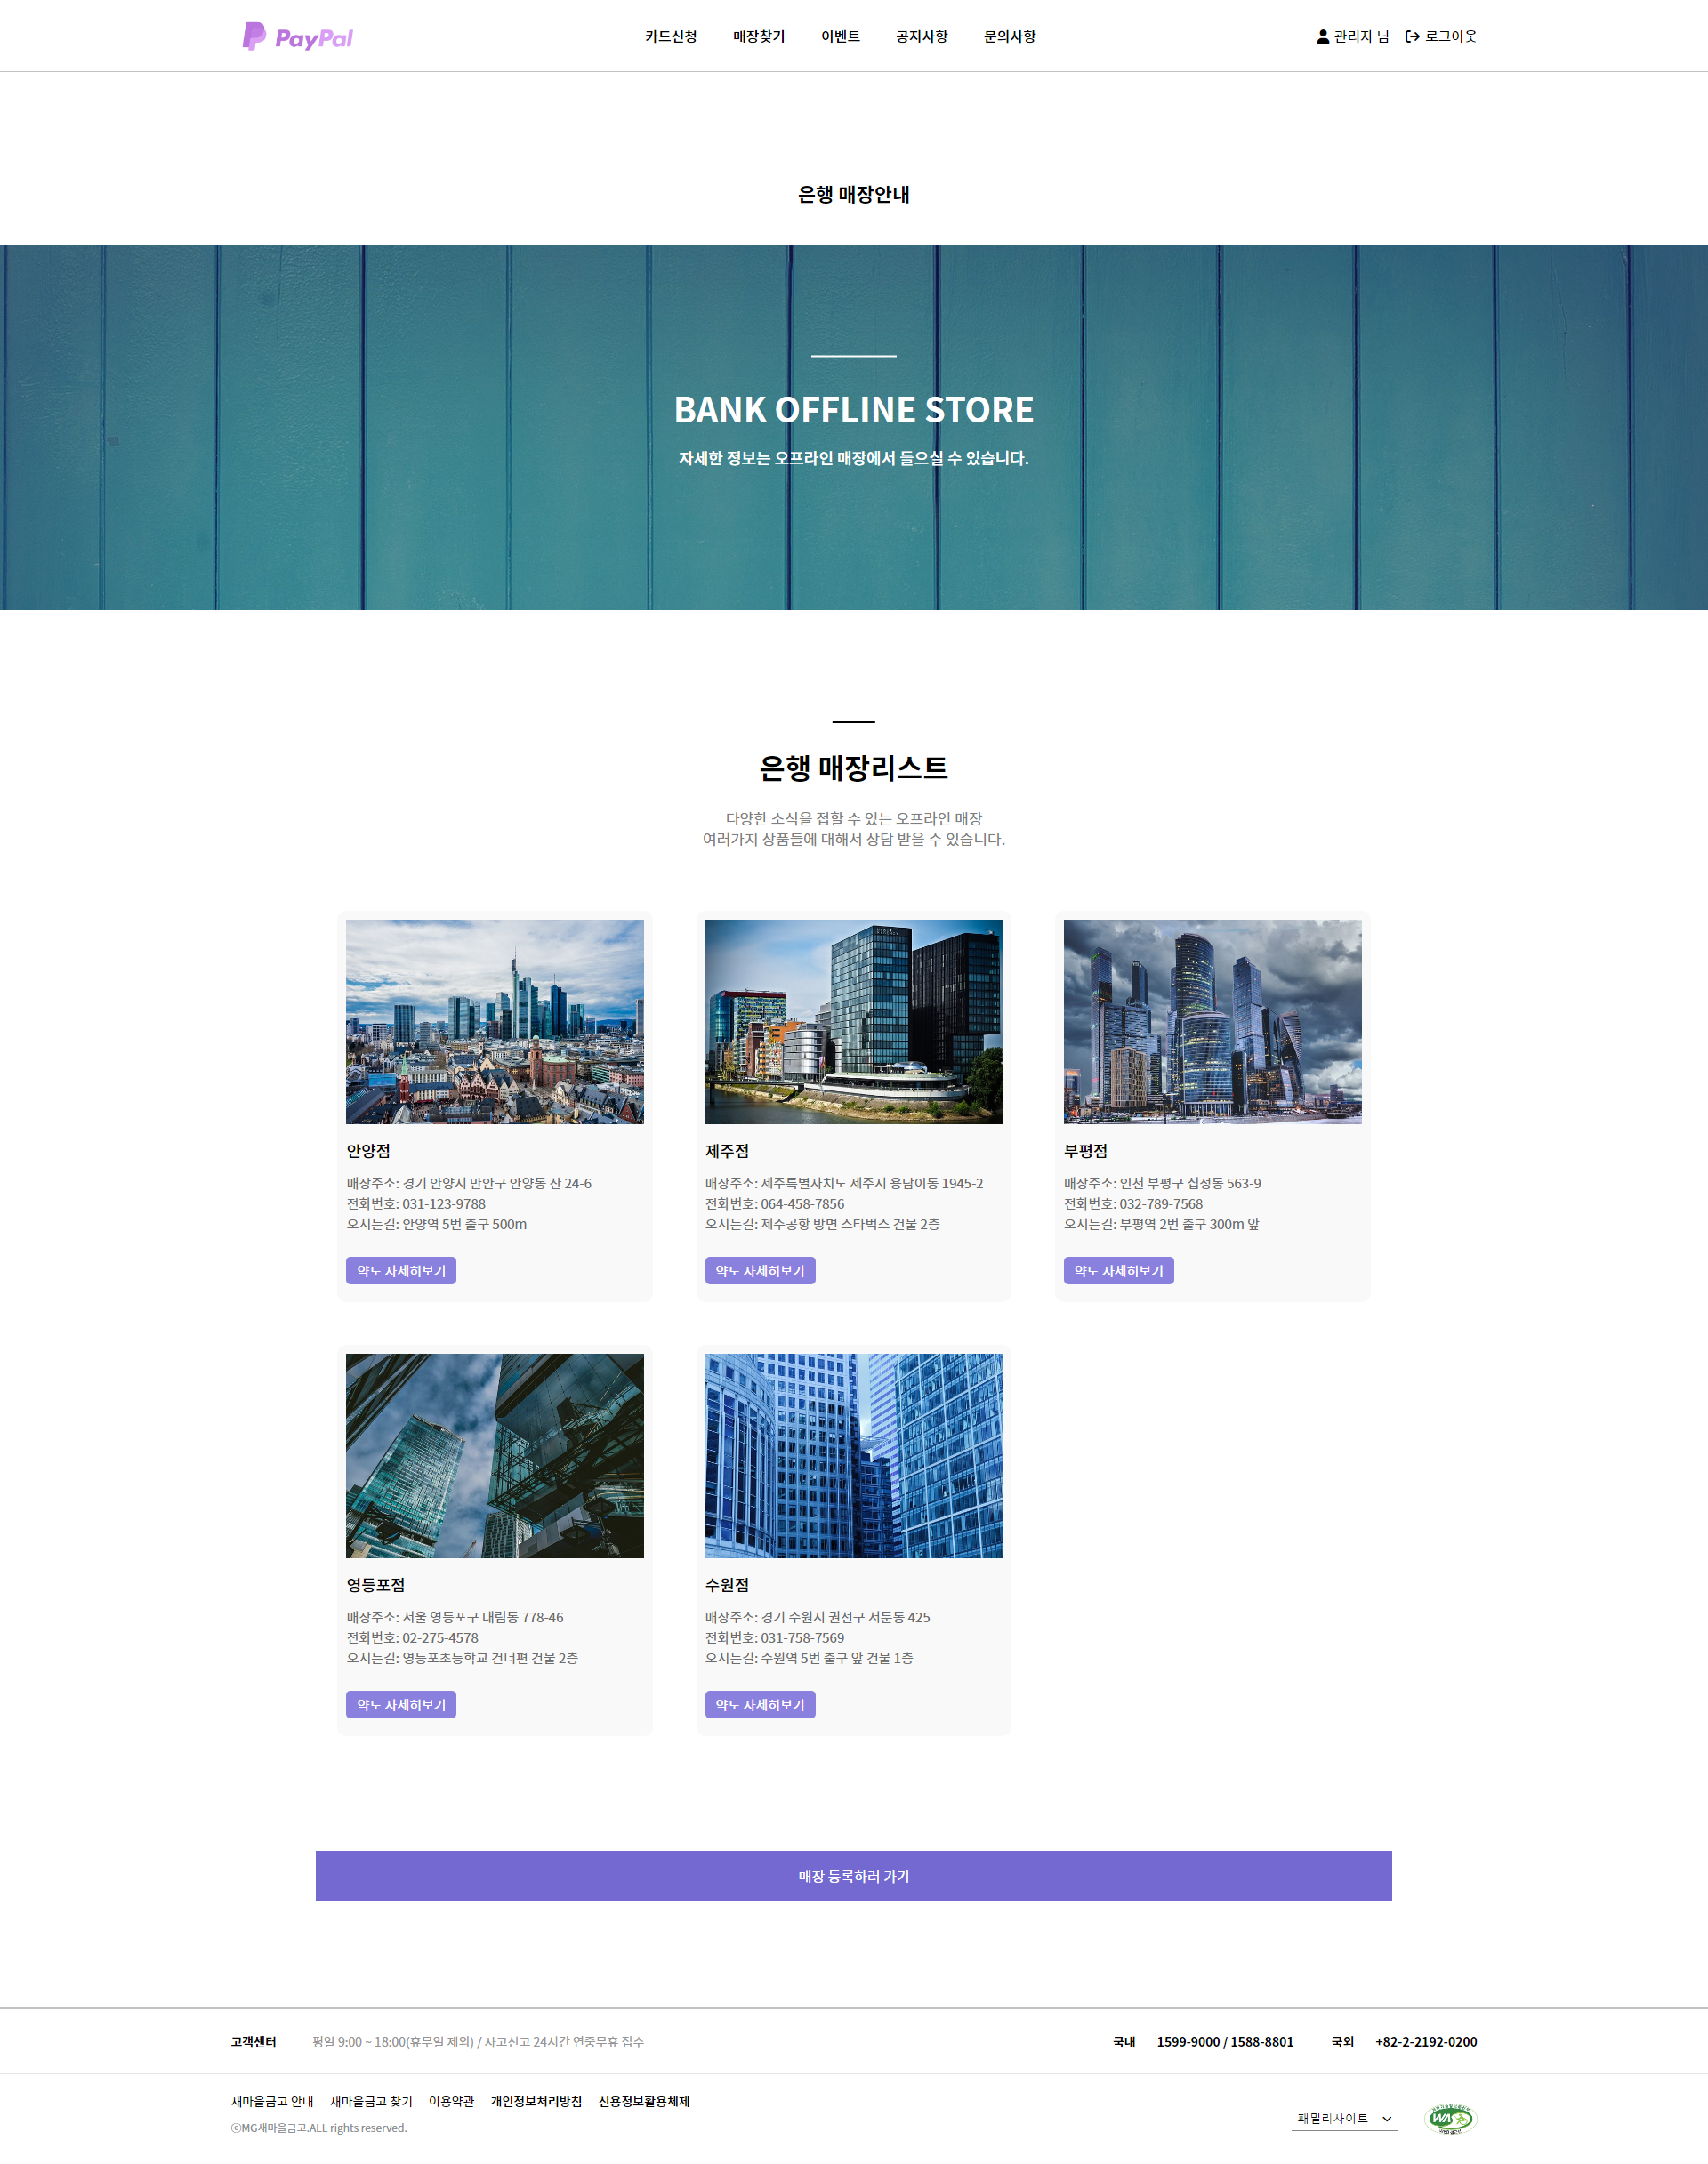 PayPal
카드신청 매장찾기 이벤트 공지사항 문의사항
관리자 님 로그아웃
은행 매장안내
BANK OFFLINE STORE
자세한 정보는 오프라인 매장에서 들으실 수 있습니다.
은행 매장리스트
다양한 소식을 접할 수 있는 오프라인 매장
여러가지 상품들에 대해서 상담 받을 수 있습니다.
안양점
매장주소: 경기 안양시 만안구 안양동 산 24-6
전화번호: 031-123-9788
오시는길: 안양역 5번 출구 500m
약도 자세히보기
제주점
매장주소: 제주특별자치도 제주시 용담이동 1945-2
전화번호: 064-458-7856
오시는길: 제주공항 방면 스타벅스 건물 2층
약도 자세히보기
부평점
매장주소: 인천 부평구 십정동 563-9
전화번호: 032-789-7568
오시는길: 부평역 2번 출구 300m 앞
약도 자세히보기
영등포점
매장주소: 서울 영등포구 대림동 778-46
전화번호: 02-275-4578
오시는길: 영등포초등학교 건너편 건물 2층
약도 자세히보기
수원점
매장주소: 경기 수원시 권선구 서둔동 425
전화번호: 031-758-7569
오시는길: 수원역 5번 출구 앞 건물 1층
약도 자세히보기
매장 등록하러 가기
고객센터 평일 9:00 ~ 18:00(휴무일 제외) / 사고신고 24시간 연중무휴 접수
국내 1599-9000 / 1588-8801 국외 +82-2-2192-0200
새마을금고 안내 새마을금고 찾기 이용약관 개인정보처리방침 신용정보활용체제
ⓒMG새마을금고.ALL rights reserved.
패밀리사이트
WA